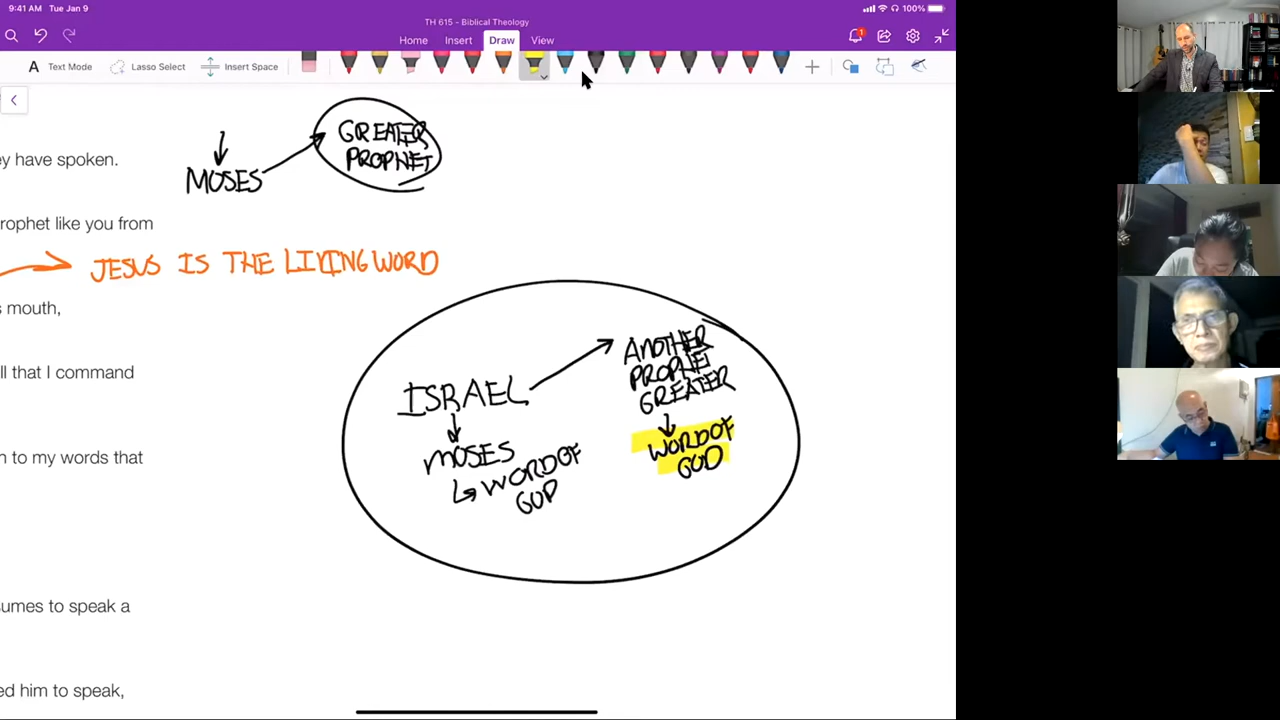 9:41 AM Tue Jan 9
100%
TH 615 - Biblical Theology
Home Insert Draw View
1
A Text Mode Lasso Select Insert Space
ey have spoken.
MOSES
GREATER
PROPHET
rophet like you from
JESUS IS THE LIVING WORD
s mouth,
ll that I command
ISRAEL
ANOTHER
PROPHET
GREATER
MOSES
WORD OF
GOD
WORD OF
GOD
n to my words that
umes to speak a
ed him to speak,